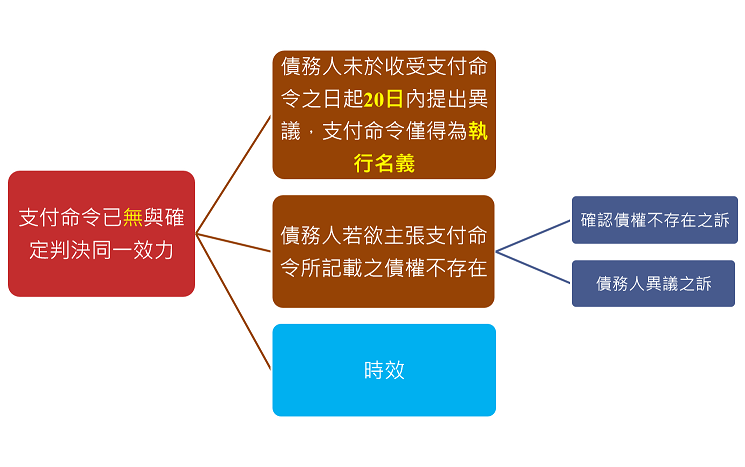 支付命令已無與確
定判決同一效力
債務人未於收受支付命
令之日起20日內提出異
議，支付命令僅得為執
行名義
債務人若欲主張支付命
令所記載之債權不存在
確認債權不存在之訴
債務人異議之訴
時效